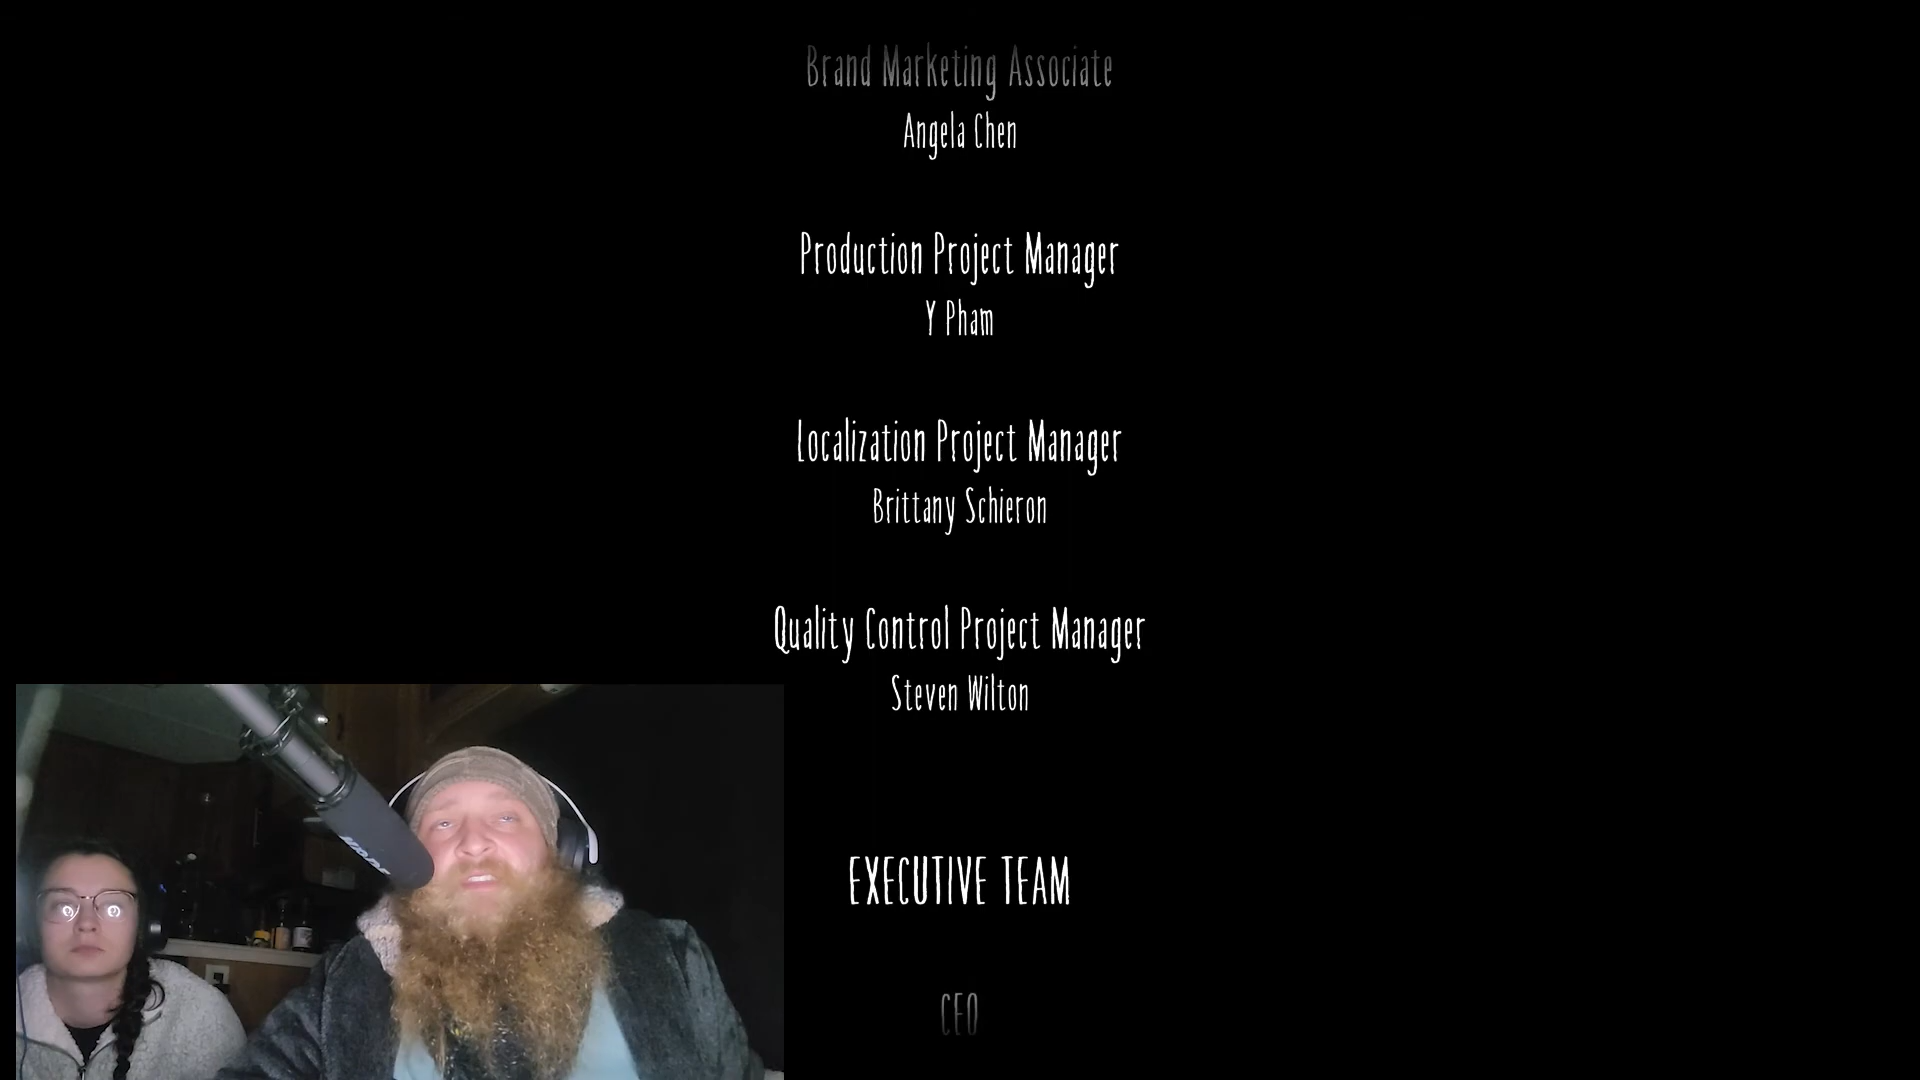 Brand Marketing Associate
Angela Chen
Production Project Manager
Y Pham
Localization Project Manager
Brittany Schieron
Quality Control Project Manager
Steven Wilton
EXECUTIVE TEAM
CEO